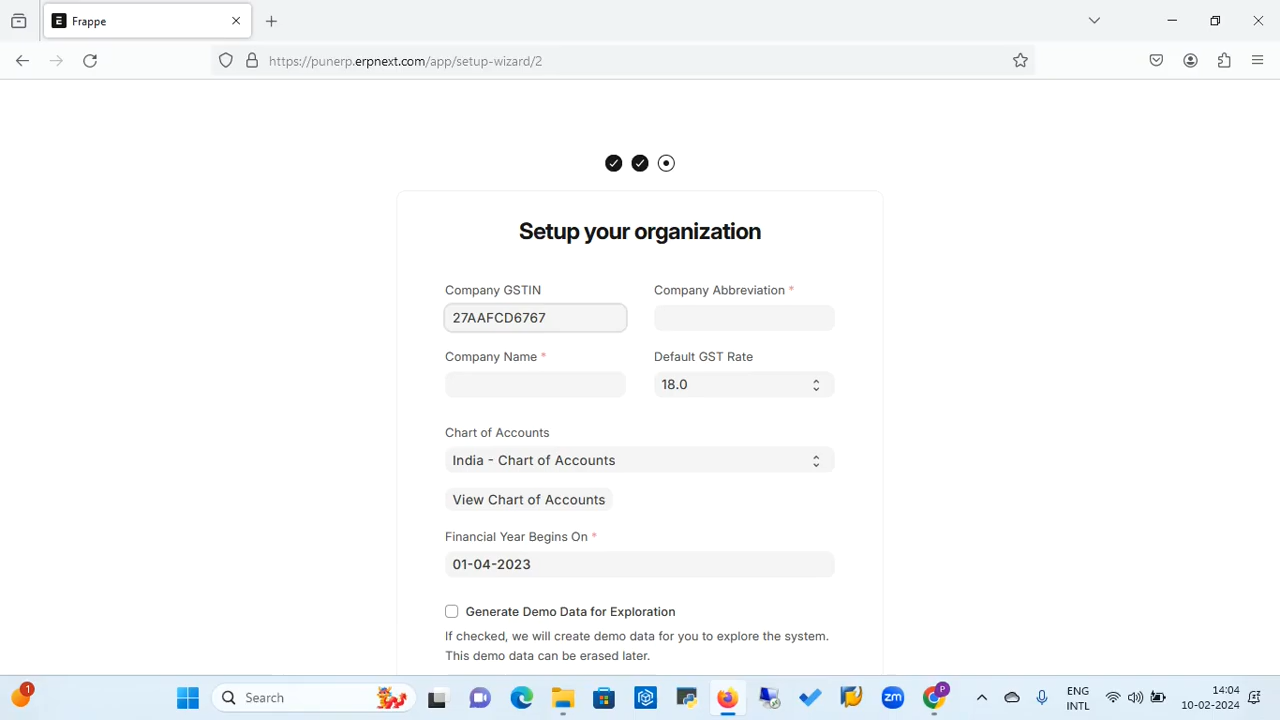 Frappe
https://punerp.erpnext.com/app/setup-wizard/2
Setup your organization
Company GSTIN
Company Abbreviation *
27AAFCD6767
Company Name *
Default GST Rate
18.0
Chart of Accounts
India - Chart of Accounts
View Chart of Accounts
Financial Year Begins On *
01-04-2023
Generate Demo Data for Exploration
If checked, we will create demo data for you to explore the system.
This demo data can be erased later.
1
Search
zm
P
ENG
INTL
14:04
10-02-2024